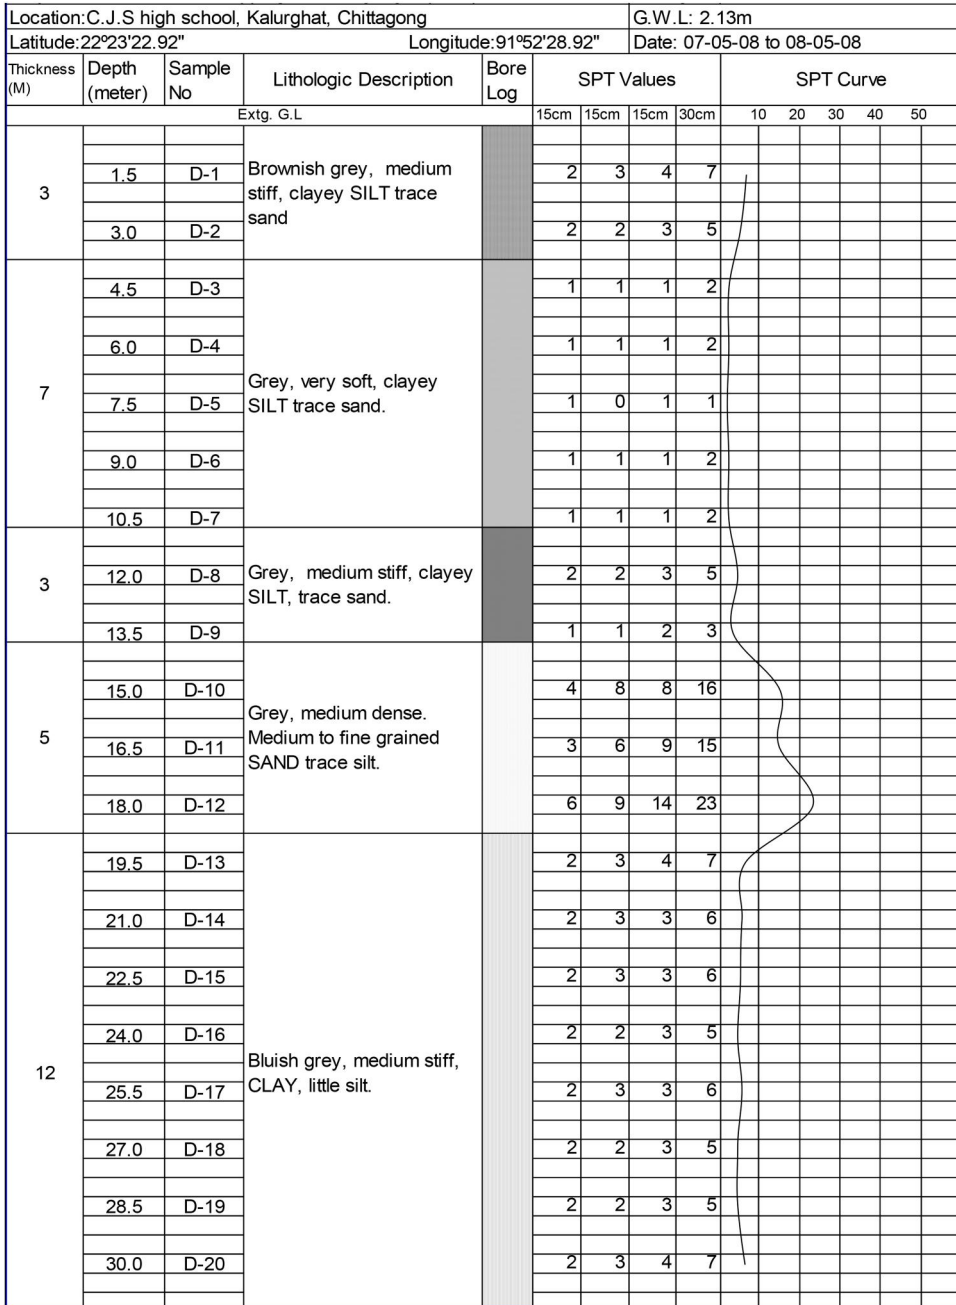 Location:C.J.S high school, Kalurghat, Chittagong G.W.L: 2.13m
Latitude:22º23'22.92" Longitude:91º52'28.92" Date: 07-05-08 to 08-05-08
Thickness (M) Depth (meter) Sample No Lithologic Description Bore Log SPT Values SPT Curve
Extg. G.L 15cm 15cm 15cm 30cm 10 20 30 40 50
3
Brownish grey, medium
stiff, clayey SILT trace
sand
1.5 D-1 2 3 4 7
3.0 D-2 2 2 3 5
7
Grey, very soft, clayey
SILT trace sand.
4.5 D-3 1 1 1 2
6.0 D-4 1 1 1 2
7.5 D-5 1 0 1 1
9.0 D-6 1 1 1 2
10.5 D-7 1 1 1 2
3
Grey, medium stiff, clayey
SILT, trace sand.
12.0 D-8 2 2 3 5
13.5 D-9 1 1 2 3
5
Grey, medium dense.
Medium to fine grained
SAND trace silt.
15.0 D-10 4 8 8 16
16.5 D-11 3 6 9 15
18.0 D-12 6 9 14 23
12
Bluish grey, medium stiff,
CLAY, little silt.
19.5 D-13 2 3 4 7
21.0 D-14 2 3 3 6
22.5 D-15 2 3 3 6
24.0 D-16 2 2 3 5
25.5 D-17 2 3 3 6
27.0 D-18 2 2 3 5
28.5 D-19 2 2 3 5
30.0 D-20 2 3 4 7